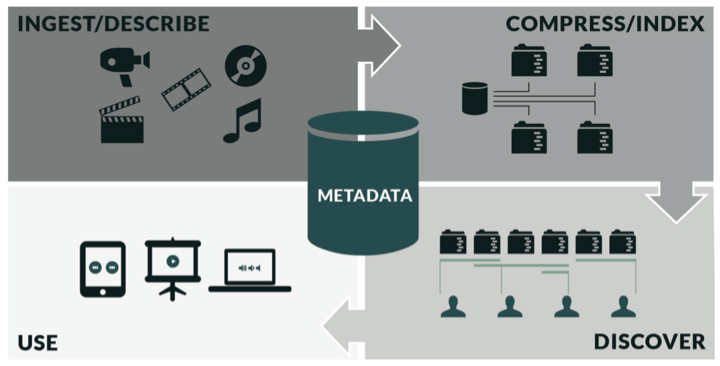 INGEST/DESCRIBE
COMPRESS/INDEX
METADATA
USE
DISCOVER